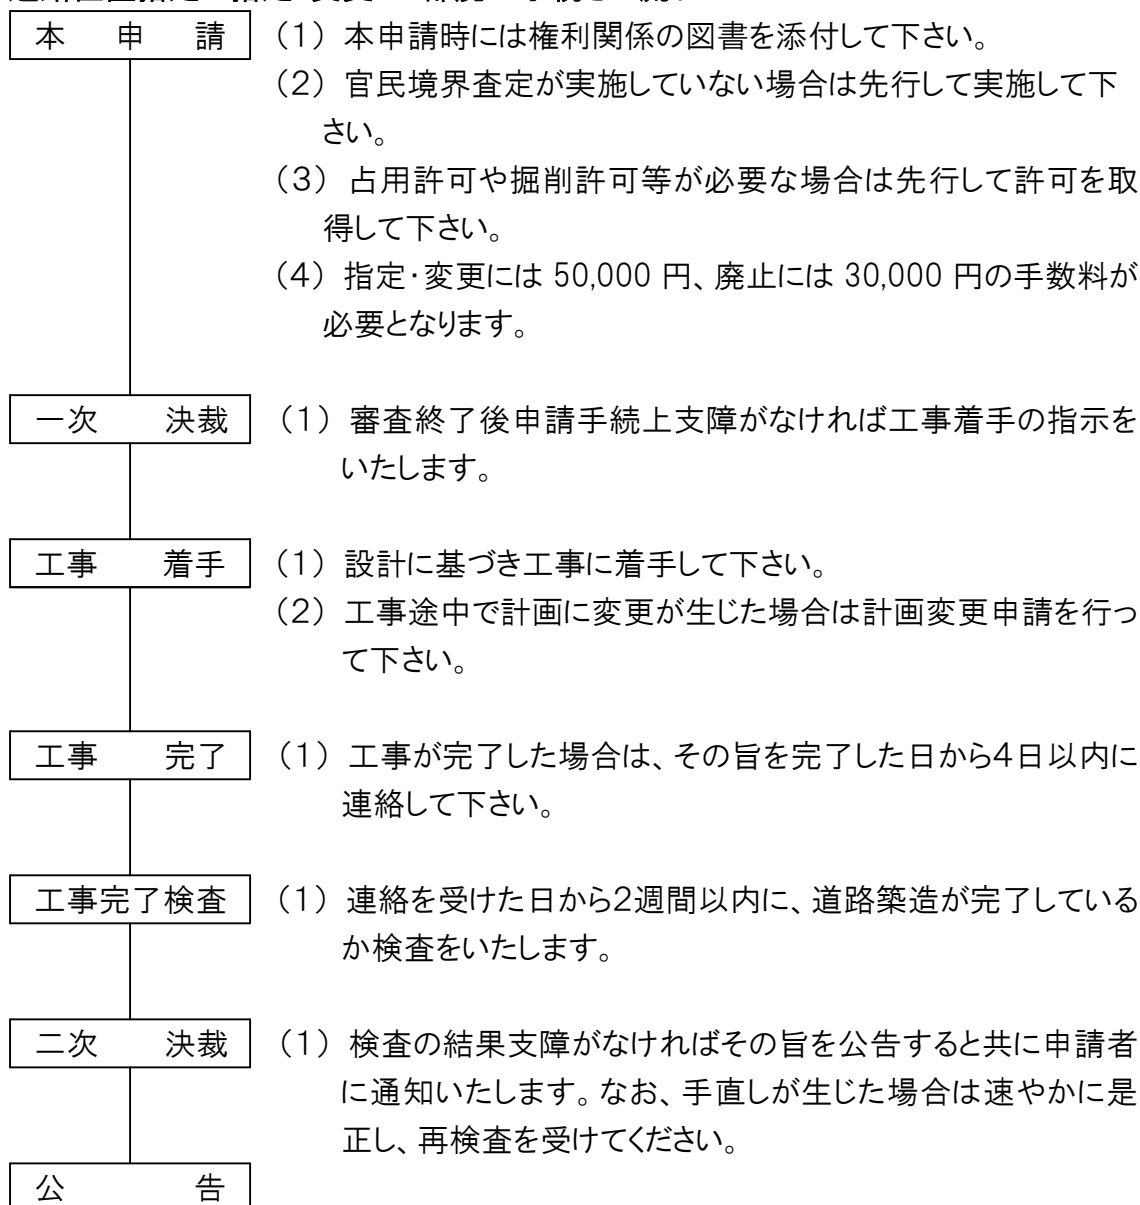 本 申 請 (1) 本申請時には権利関係の図書を添付して下さい。
(2) 官民境界査定が実施していない場合は先行して実施して下
さい。
(3) 占用許可や掘削許可等が必要な場合は先行して許可を取
得して下さい。
(4) 指定・変更には 50,000 円、廃止には 30,000 円の手数料が
必要となります。
一次 決裁 (1) 審査終了後申請手続上支障がなければ工事着手の指示を
いたします。
工事 着手 (1) 設計に基づき工事に着手して下さい。
(2) 工事途中で計画に変更が生じた場合は計画変更申請を行っ
て下さい。
工事 完了 (1) 工事が完了した場合は、その旨を完了した日から4日以内に
連絡して下さい。
工事完了検査 (1) 連絡を受けた日から2週間以内に、道路築造が完了している
か検査をいたします。
二次 決裁 (1) 検査の結果支障がなければその旨を公告すると共に申請者
に通知いたします。なお、手直しが生じた場合は速やかに是
正し、再検査を受けてください。
公 告